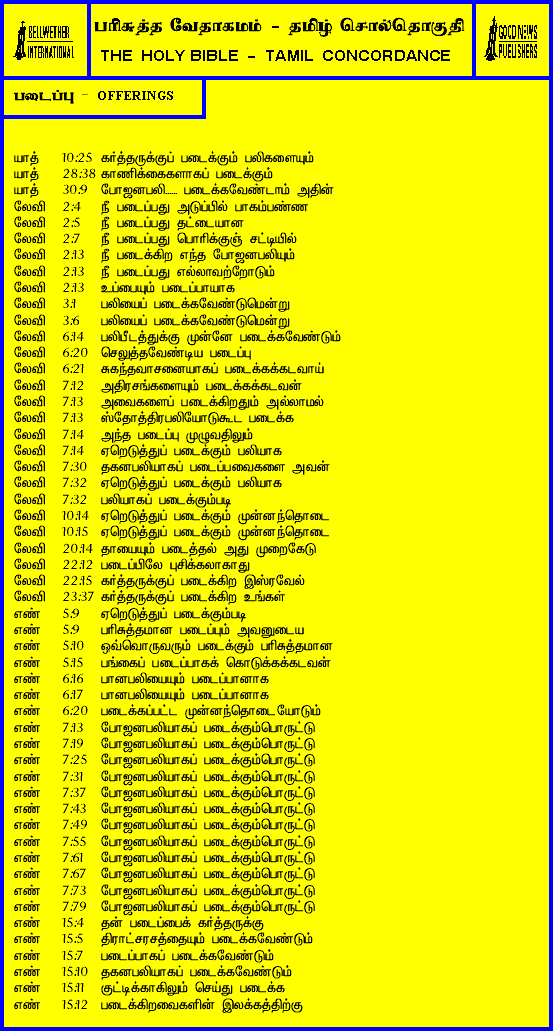 BELLWETHER
INTERNATIONAL
பரிசுத்த வேதாகமம் - தமிழ் சொல்தொகுதி
THE HOLY BIBLE - TAMIL CONCORDANCE
GOOD NEWS
PUBLISHERS
படைப்பு - OFFERINGS
யாத் 10:25 கர்த்தருக்குப் படைக்கும் பலிகளையும்
யாத் 28:38 காணிக்கைகளாகப் படைக்கும்
யாத் 30:9 போஜனபலி..... படைக்கவேண்டாம் அதின்
லேவி 2:4 நீ படைப்பது அடுப்பில் பாகம்பண்ண
லேவி 2:5 நீ படைப்பது தட்டையான
லேவி 2:7 நீ படைப்பது பொரிக்குஞ் சட்டியில்
லேவி 2:13 நீ படைக்கிற எந்த போஜனபலியும்
லேவி 2:13 நீ படைப்பது எல்லாவற்றோடும்
லேவி 2:13 உப்பையும் படைப்பாயாக
லேவி 3:1 பலியைப் படைக்கவேண்டுமென்று
லேவி 3:6 பலியைப் படைக்கவேண்டுமென்று
லேவி 6:14 பலிபீடத்துக்கு முன்னே படைக்கவேண்டும்
லேவி 6:20 செலுத்தவேண்டிய படைப்பு
லேவி 6:21 சுகந்தவாசனையாகப் படைக்கக்கடவாய்
லேவி 7:12 அதிரசங்களையும் படைக்கக்கடவன்
லேவி 7:13 அவைகளைப் படைக்கிறதும் அல்லாமல்
லேவி 7:13 ஸ்தோத்திரபலியோடுகூட படைக்க
லேவி 7:14 அந்த படைப்பு முழுவதிலும்
லேவி 7:14 ஏறெடுத்துப் படைக்கும் பலியாக
லேவி 7:30 தகனபலியாகப் படைப்பவைகளை அவன்
லேவி 7:32 ஏறெடுத்துப் படைக்கும் பலியாக
லேவி 7:32 பலியாகப் படைக்கும்படி
லேவி 10:14 ஏறெடுத்துப் படைக்கும் முன்னந்தொடை
லேவி 10:15 ஏறெடுத்துப் படைக்கும் முன்னந்தொடை
லேவி 20:14 தாயையும் படைத்தல் அது முறைகேடு
லேவி 22:12 படைப்பிலே புசிக்கலாகாது
லேவி 22:15 கர்த்தருக்குப் படைக்கிற இஸ்ரவேல்
லேவி 23:37 கர்த்தருக்குப் படைக்கிற உங்கள்
எண் 5:9 ஏறெடுத்துப் படைக்கும்படி
எண் 5:9 பரிசுத்தமான படைப்பும் அவனுடைய
எண் 5:10 ஒவ்வொருவரும் படைக்கும் பரிசுத்தமான
எண் 5:15 பங்கைப் படைப்பாகக் கொடுக்கக்கடவன்
எண் 6:16 பானபலியையும் படைப்பானாக
எண் 6:17 பானபலியையும் படைப்பானாக
எண் 6:20 படைக்கப்பட்ட முன்னந்தொடையோடும்
எண் 7:13 போஜனபலியாகப் படைக்கும்பொருட்டு
எண் 7:19 போஜனபலியாகப் படைக்கும்பொருட்டு
எண் 7:25 போஜனபலியாகப் படைக்கும்பொருட்டு
எண் 7:31 போஜனபலியாகப் படைக்கும்பொருட்டு
எண் 7:37 போஜனபலியாகப் படைக்கும்பொருட்டு
எண் 7:43 போஜனபலியாகப் படைக்கும்பொருட்டு
எண் 7:49 போஜனபலியாகப் படைக்கும்பொருட்டு
எண் 7:55 போஜனபலியாகப் படைக்கும்பொருட்டு
எண் 7:61 போஜனபலியாகப் படைக்கும்பொருட்டு
எண் 7:67 போஜனபலியாகப் படைக்கும்பொருட்டு
எண் 7:73 போஜனபலியாகப் படைக்கும்பொருட்டு
எண் 7:79 போஜனபலியாகப் படைக்கும்பொருட்டு
எண் 15:4 தன் படைப்பைக் கர்த்தருக்கு
எண் 15:5 திராட்சரசத்தையும் படைக்கவேண்டும்
எண் 15:7 படைப்பாகப் படைக்கவேண்டும்
எண் 15:10 தகனபலியாகப் படைக்கவேண்டும்
எண் 15:11 குட்டிக்காகிலும் செய்து படைக்க
எண் 15:12 படைக்கிறவைகளின் இலக்கத்திற்கு